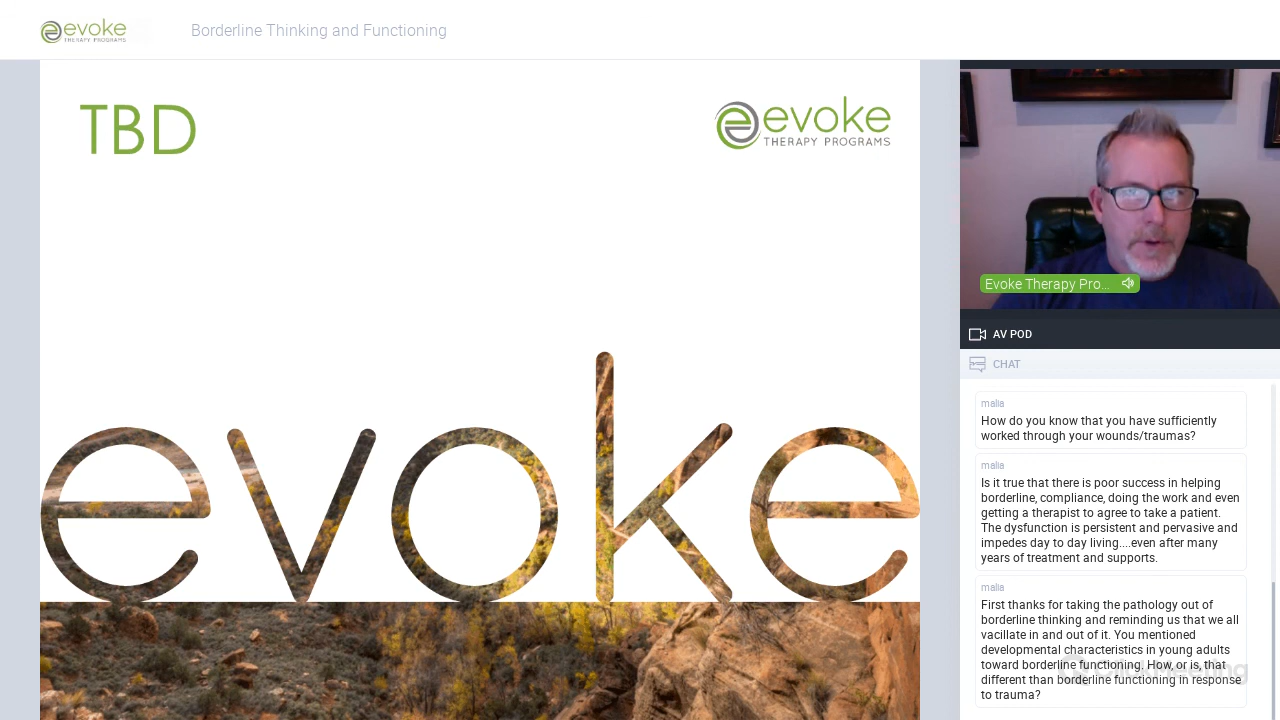 evoke
THERAPY PROGRAMS
Borderline Thinking and Functioning
TBD
evoke
THERAPY PROGRAMS
evoke
Evoke Therapy Pro...
AV POD
CHAT
malia
How do you know that you have sufficiently
worked through your wounds/traumas?
malia
Is it true that there is poor success in helping
borderline, compliance, doing the work and even
getting a therapist to agree to take a patient.
The dysfunction is persistent and pervasive and
impedes day to day living....even after many
years of treatment and supports.
malia
First thanks for taking the pathology out of
borderline thinking and reminding us that we all
vacillate in and out of it. You mentioned
developmental characteristics in young adults
toward borderline functioning. How, or is, that
different than borderline functioning in response
to trauma?